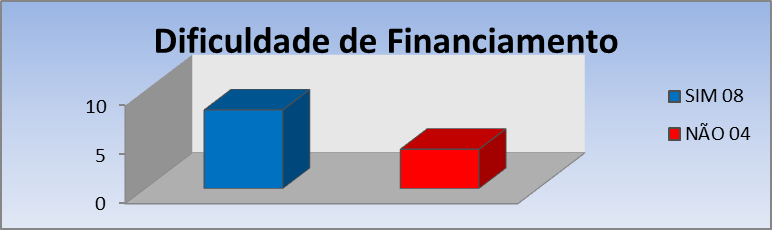 Dificuldade de Financiamento
10
5
0
SIM 08
NÃO 04